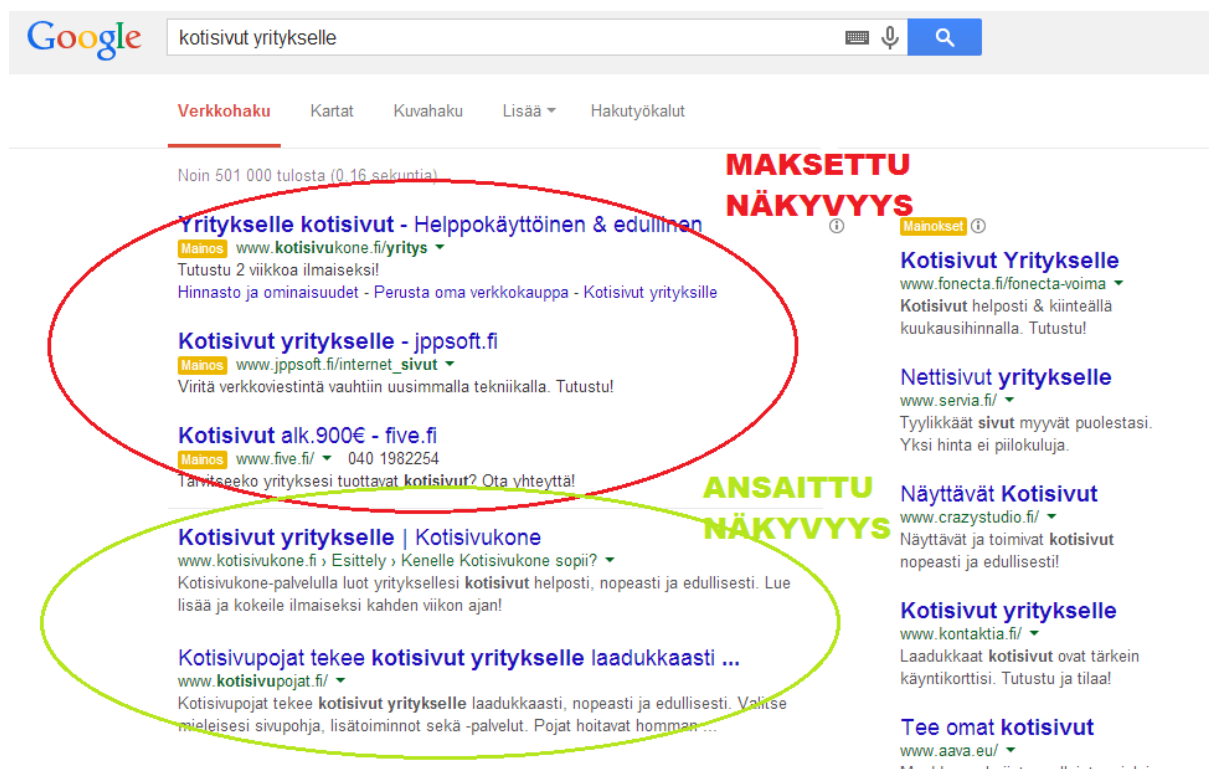 Google
kotisivut yritykselle
Verkkohaku Kartat Kuvahaku Lisää Hakutyökalut
Noin 501 000 tulosta (0,16 sekuntia)
MAKSETTU
NÄKYVYYS
Yritykselle kotisivut - Helppokäyttöinen & edullinen
Mainos www.kotisivukone.fi/yritys
Tutustu 2 viikkoa ilmaiseksi!
Hinnasto ja ominaisuudet - Perusta oma verkkokauppa - Kotisivut yrityksille
Kotisivut yritykselle - jppsoft.fi
Mainos www.jppsoft.fi/internet_sivut
Viritä verkkoviestintä vauhtiin uusimmalla tekniikalla. Tutustu!
Kotisivut alk.900€ - five.fi
Mainos www.five.fi/ 040 1982254
Tarvitseeko yrityksesi tuottavat kotisivut? Ota yhteyttä!
ANSAITTU
NÄKYVYYS
Kotisivut yritykselle | Kotisivukone
www.kotisivukone.fi › Esittely › Kenelle Kotisivukone sopii?
Kotisivukone-palvelulla luot yrityksellesi kotisivut helposti, nopeasti ja edullisesti. Lue
lisää ja kokeile ilmaiseksi kahden viikon ajan!
Kotisivupojat tekee kotisivut yritykselle laadukkaasti ...
www.kotisivupojat.fi/
Kotisivupojat tekee kotisivut yritykselle laadukkaasti, nopeasti ja edullisesti. Valitse
mieleisesi sivupohja, lisätoiminnot sekä -palvelut. Pojat hoitavat homman ...
Mainokset
Kotisivut Yritykselle
www.fonecta.fi/fonecta-voima
Kotisivut helposti & kiinteällä
kuukausihinnalla. Tutustu!
Nettisivut yritykselle
www.servia.fi/
Tyylikkäät sivut myyvät puolestasi.
Yksi hinta ei piilokuluja.
Näyttävät Kotisivut
www.crazystudio.fi/
Näyttävät ja toimivat kotisivut
nopeasti ja edullisesti!
Kotisivut yritykselle
www.kontaktia.fi/
Laadukkaat kotisivut ovat tärkein
käyntikorttisi. Tutustu ja tilaa!
Tee omat kotisivut
www.aava.eu/